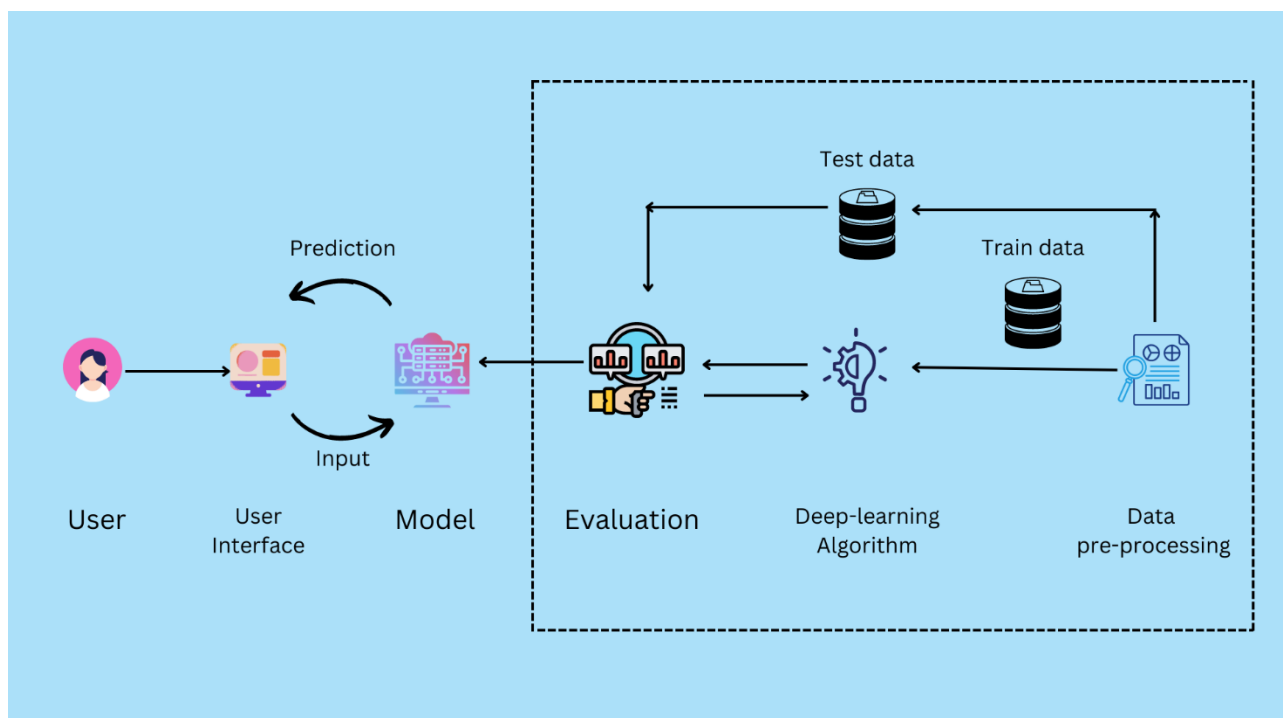 Test data
Train data
Prediction
Input
User
User
Interface
Model
Evaluation
Deep-learning
Algorithm
Data
pre-processing